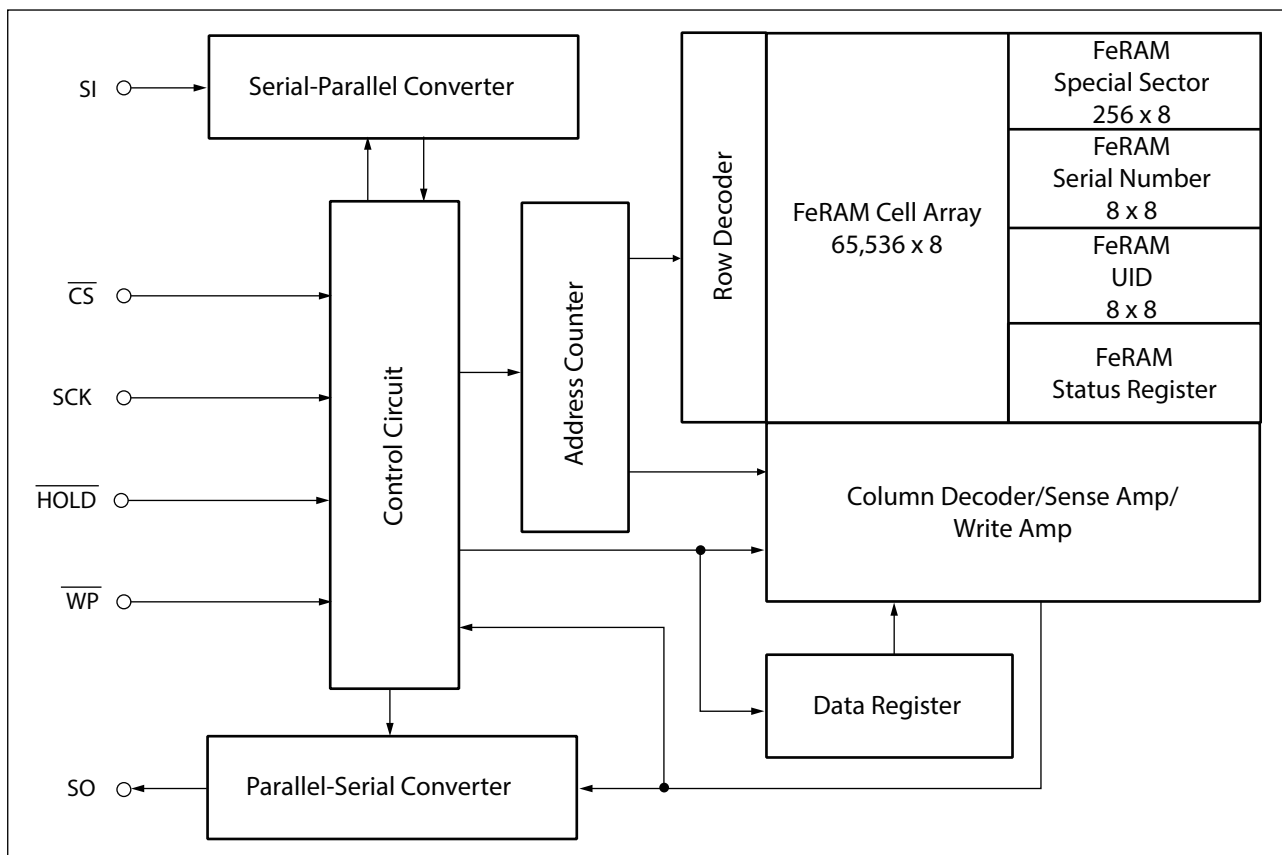 SI
Serial-Parallel Converter
Row Decoder
FeRAM Cell Array
65,536 x 8
FeRAM
Special Sector
256 x 8
FeRAM
Serial Number
8 x 8
FeRAM
UID
8 x 8
FeRAM
Status Register
CS
SCK
HOLD
WP
Control Circuit
Address Counter
Column Decoder/Sense Amp/
Write Amp
Data Register
SO
Parallel-Serial Converter